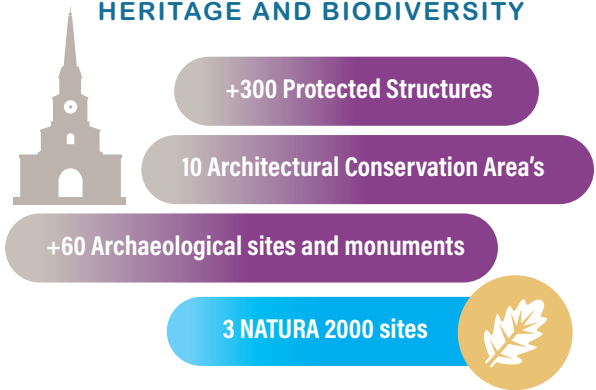 HERITAGE AND BIODIVERSITY
+300 Protected Structures
10 Architectural Conservation Area's
+60 Archaeological sites and monuments
3 NATURA 2000 sites